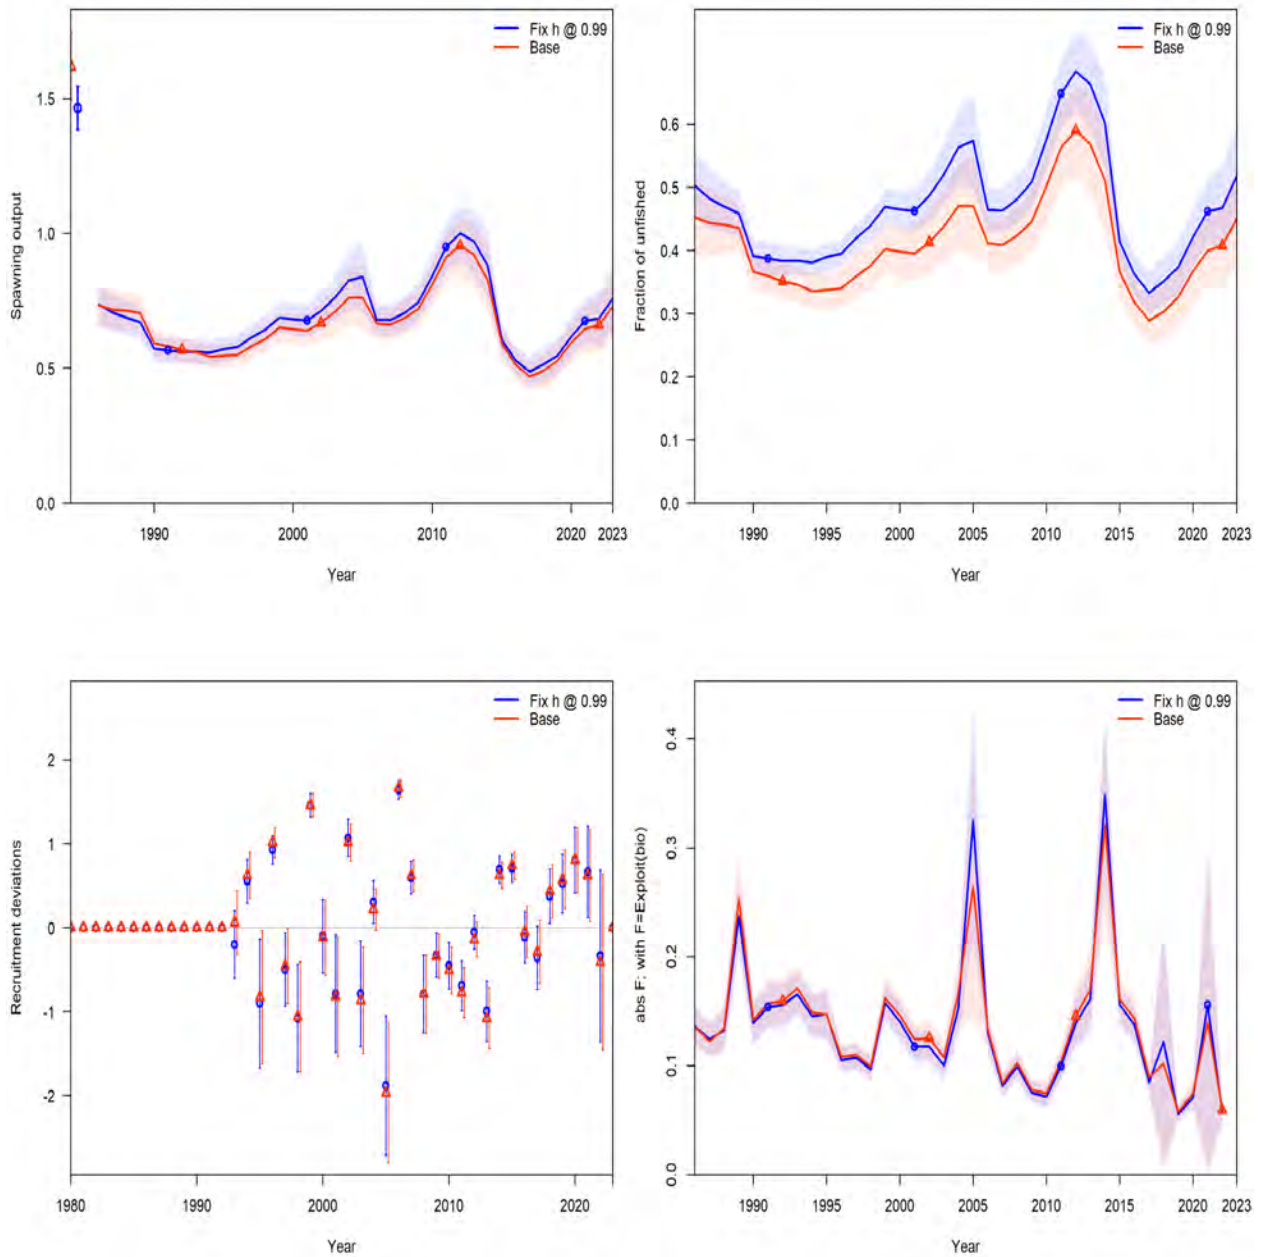 Fix h @ 0.99
Base
Spawning output
1.5
1.0
0.5
0.0
1990 2000 2010 2020 2023
Year
Fix h @ 0.99
Base
Fraction of unfished
0.6
0.5
0.4
0.3
0.2
0.1
0.0
1990 1995 2000 2005 2010 2015 2020 2023
Year
Fix h @ 0.99
Base
Recruitment deviations
2
1
0
-1
-2
1980 1990 2000 2010 2020
Year
Fix h @ 0.99
Base
abs F; with F=Exploit(bio)
0.4
0.3
0.2
0.1
0.0
1990 1995 2000 2005 2010 2015 2020 2023
Year